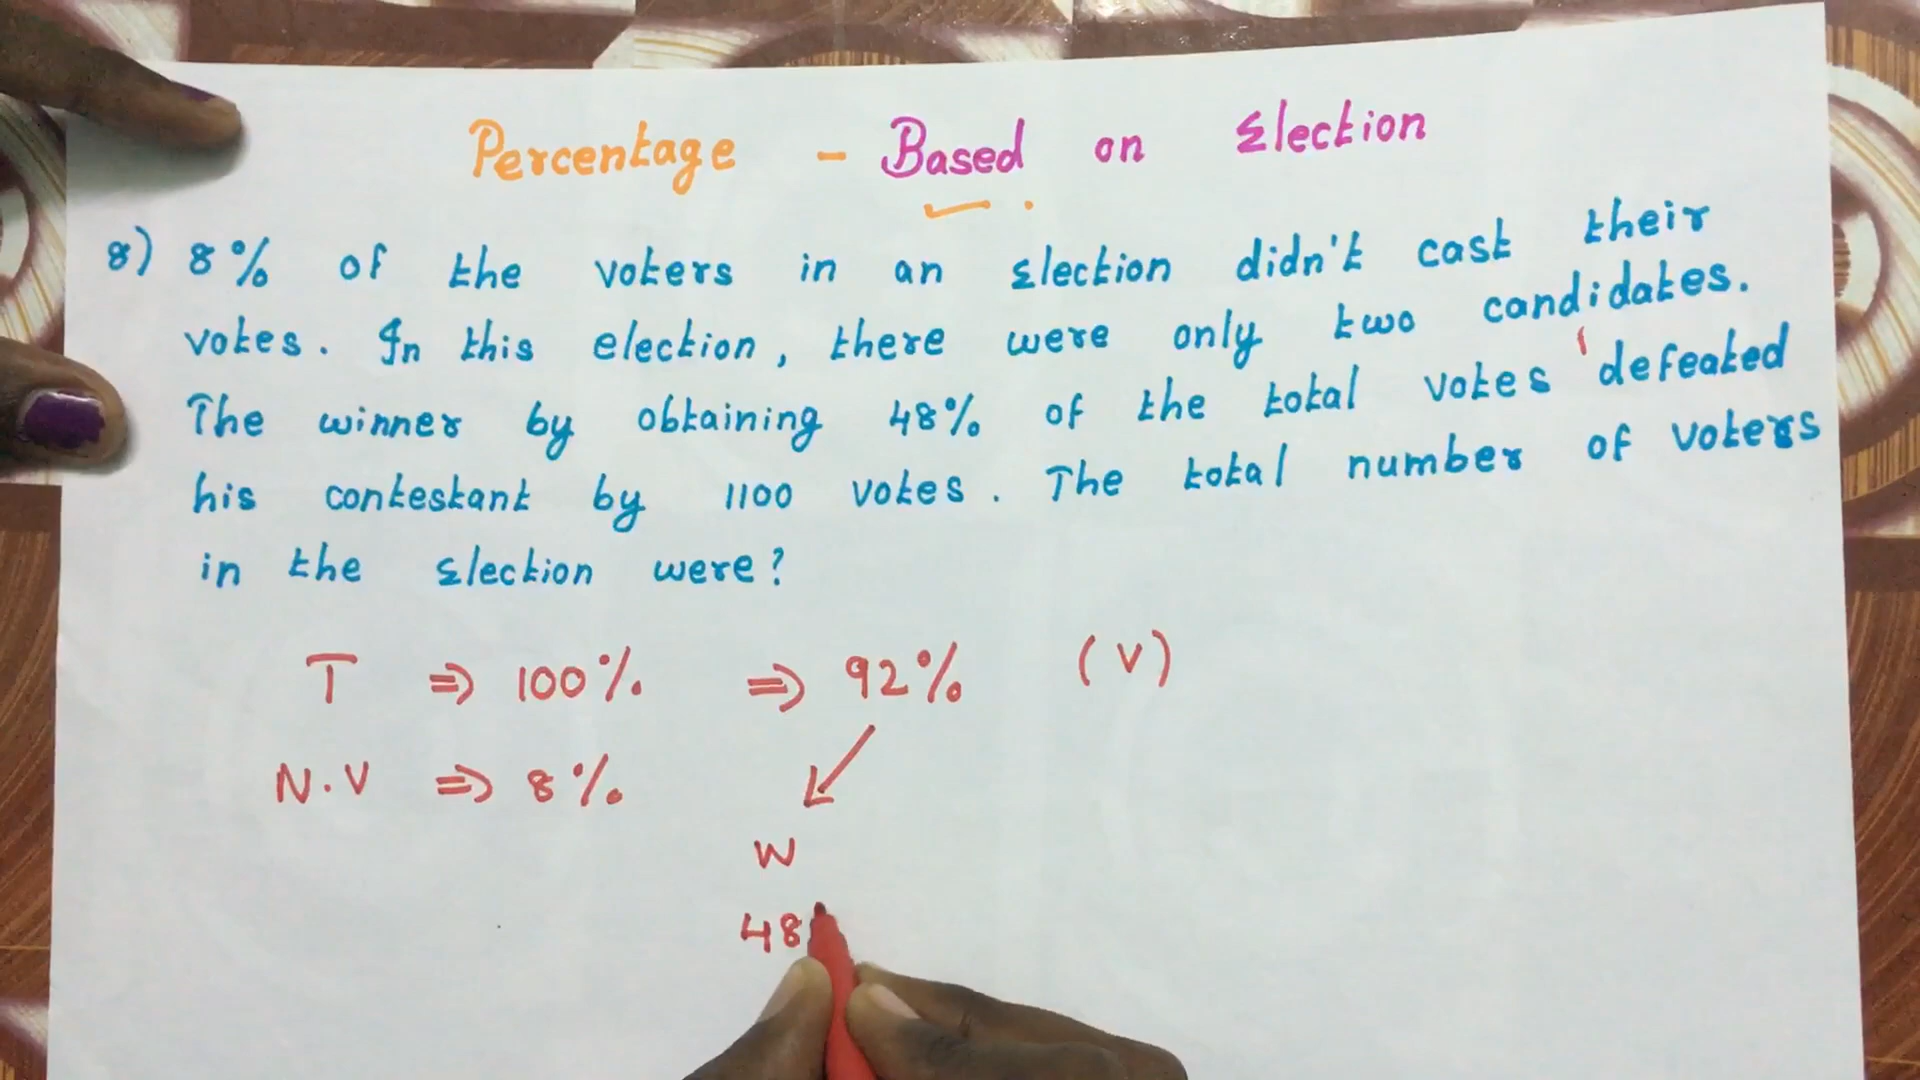 Percentage - Based on Election
8) 8% of the voters in an Election didn't cast their
votes. In this election, there were only two candidates.
The winner by obtaining 48% of the total votes defeated
his contestant by 1100 votes. The total number of voters
in the Election were?
T ⇒ 100% ⇒ 92% (V)
N.V ⇒ 8%
W
48